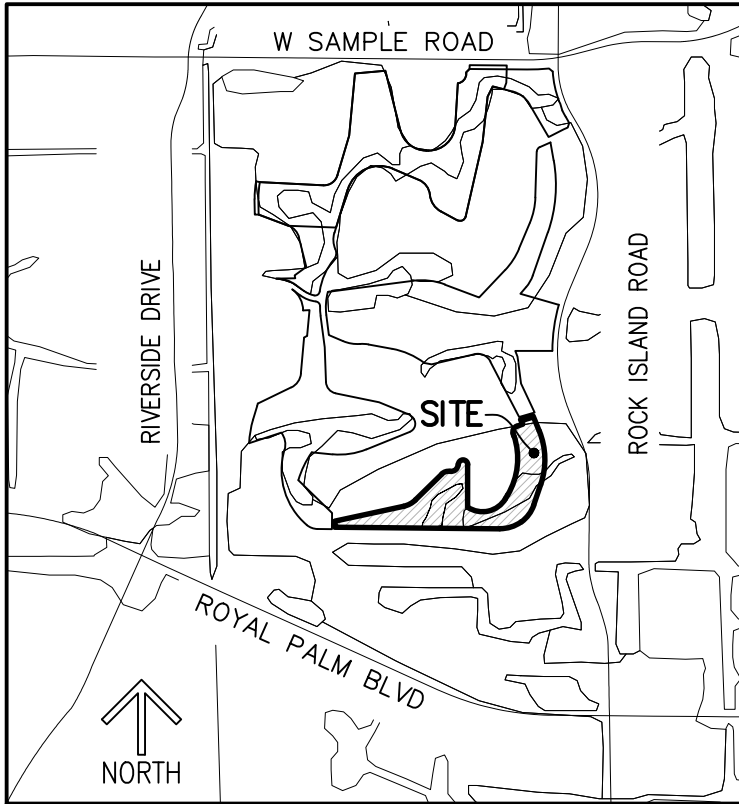 W SAMPLE ROAD
RIVERSIDE DRIVE
ROCK ISLAND ROAD
SITE
ROYAL PALM BLVD
NORTH